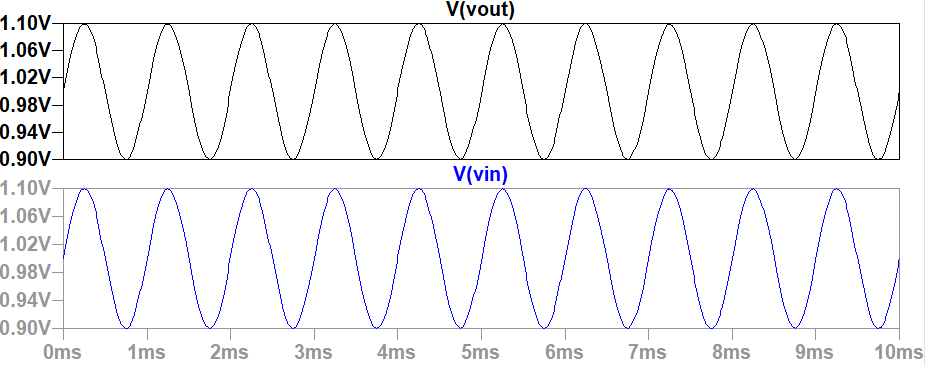 V(vout)
1.10V
1.06V
1.02V
0.98V
0.94V
0.90V
V(vin)
1.10V
1.06V
1.02V
0.98V
0.94V
0.90V
0ms 1ms 2ms 3ms 4ms 5ms 6ms 7ms 8ms 9ms 10ms